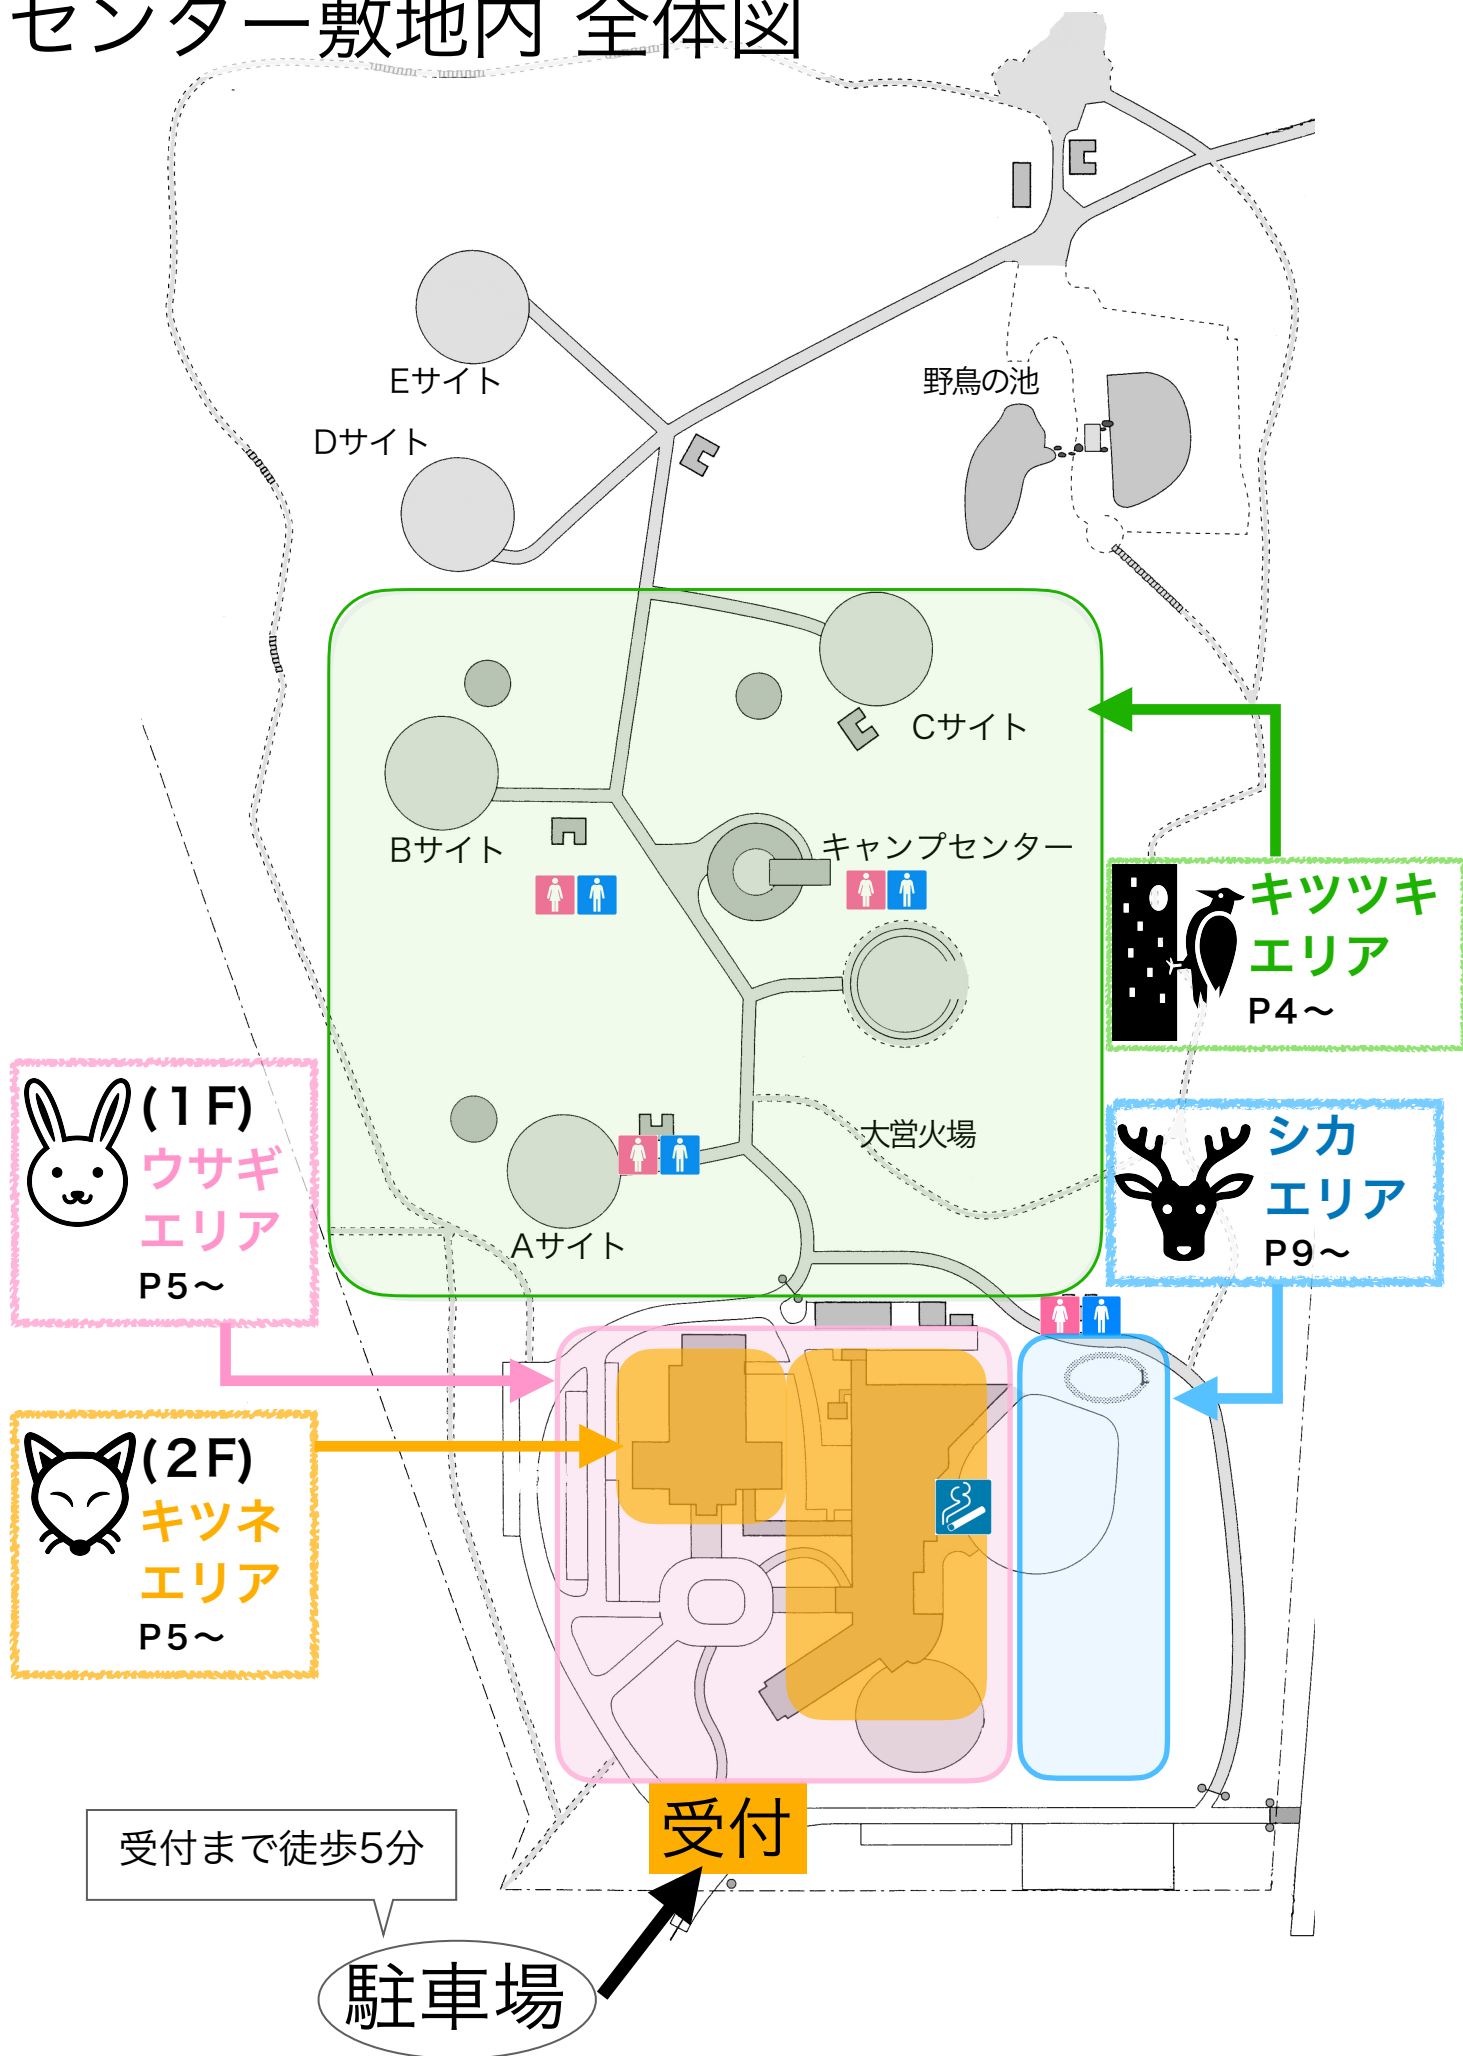 センター敷地内 全体図
Eサイト
野鳥の池
Dサイト
Cサイト
Bサイト
キャンプセンター
キツツキ
エリア
P4〜
大営火場
Aサイト
(1F)
ウサギ
エリア
P5〜
シカ
エリア
P9〜
(2F)
キツネ
エリア
P5〜
受付
受付まで徒歩5分
駐車場